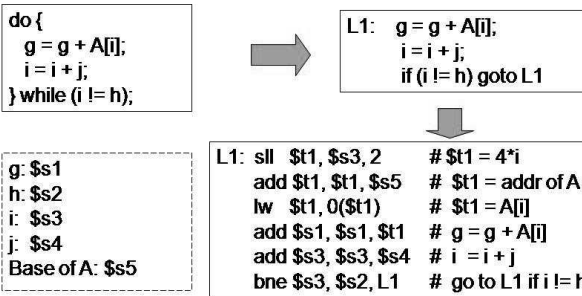 do {
g = g + A[i];
i = i + j;
} while (i != h);
L1: g = g + A[i];
i = i + j;
if (i != h) goto L1
g: $s1
h: $s2
i: $s3
j: $s4
Base of A: $s5
L1: sll $t1, $s3, 2 # $t1 = 4*i
add $t1, $t1, $s5 # $t1 = addr of A
lw $t1, 0($t1) # $t1 = A[i]
add $s1, $s1, $t1 # g = g + A[i]
add $s3, $s3, $s4 # i = i + j
bne $s3, $s2, L1 # go to L1 if i != h